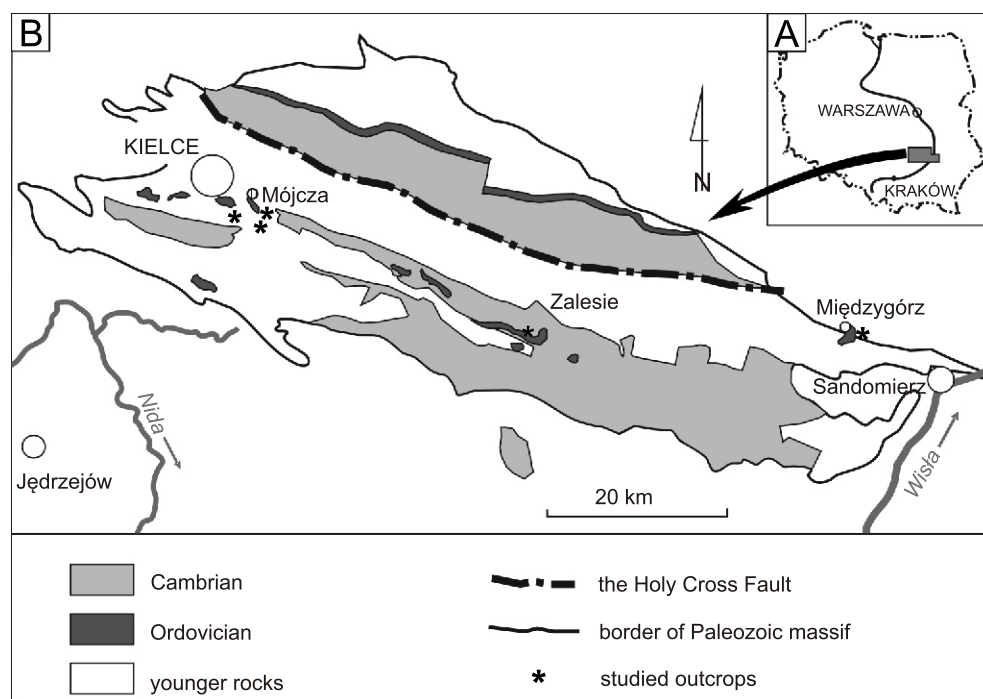 B
A
WARSZAWA
KRAKÓW
N
KIELCE
Mójcza
Zalesie
Międzygórz
Sandomierz
Nida
Wisła
Jędrzejów
20 km
Cambrian
Ordovician
younger rocks
the Holy Cross Fault
border of Paleozoic massif
* studied outcrops